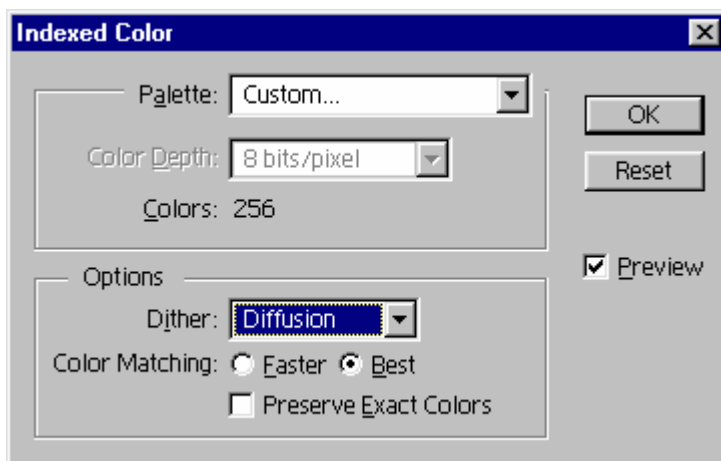 Indexed Color
Palette: Custom...
OK
Color Depth: 8 bits/pixel
Reset
Colors: 256
Preview
Options
Dither: Diffusion
Color Matching: Faster Best
Preserve Exact Colors